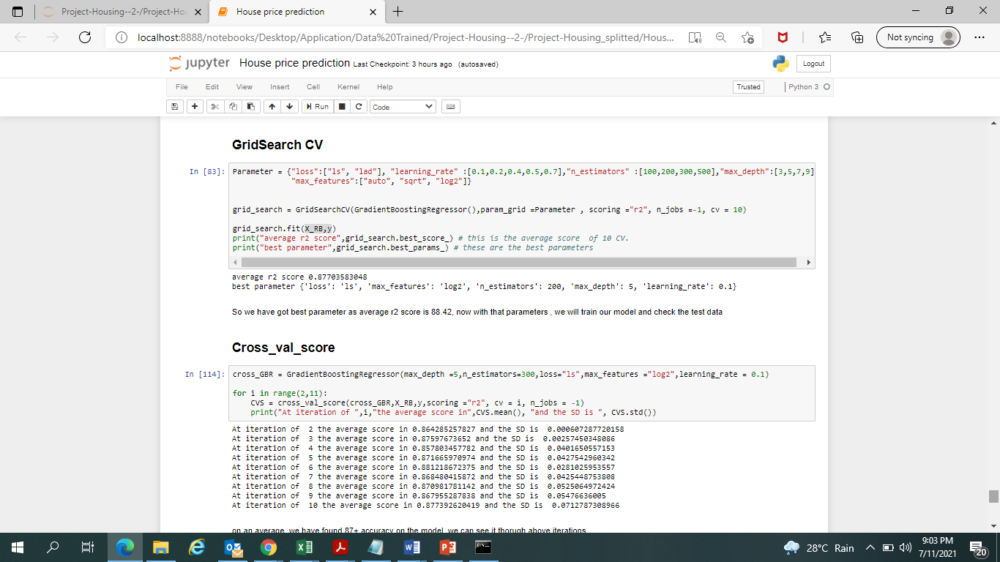 Project-Housing--2-/Project-Hou
House price prediction
localhost:8888/notebooks/Desktop/Application/Data%20Trained/Project-Housing--2-/Project-Housing_splitted/Hous...
Not syncing
jupyter House price prediction Last Checkpoint: 3 hours ago (autosaved)
Logout
File Edit View Insert Cell Kernel Help
Trusted
Python 3
Run
Code
GridSearch CV
In [83]: Parameter = {"loss":["ls", "lad"], "learning_rate" :[0.1,0.2,0.4,0.5,0.7],"n_estimators" :[100,200,300,500],"max_depth":[3,5,7,9]
"max_features":["auto", "sqrt", "log2"]}
grid_search = GridSearchCV(GradientBoostingRegressor(),param_grid =Parameter , scoring ="r2", n_jobs =-1, cv = 10)
grid_search.fit(X_RB,y)
print("average r2 score",grid_search.best_score_) # this is the average score  of 10 CV.
print("best parameter",grid_search.best_params_) # these are the best parameters
average r2 score 0.87703583048
best parameter {'loss': 'ls', 'max_features': 'log2', 'n_estimators': 200, 'max_depth': 5, 'learning_rate': 0.1}
So we have got best parameter as average r2 score is 88.42, now with that parameters , we will train our model and check the test data
Cross_val_score
In [114]: cross_GBR = GradientBoostingRegressor(max_depth =5,n_estimators=300,loss="ls",max_features ="log2",learning_rate = 0.1)
for i in range(2,11):
CVS = cross_val_score(cross_GBR,X_RB,y,scoring ="r2", cv = i, n_jobs = -1)
print("At iteration of ",i,"the average score in",CVS.mean(), "and the SD is ", CVS.std())
At iteration of  2 the average score in 0.864285257827 and the SD is  0.000607287720158
At iteration of  3 the average score in 0.87597673652 and the SD is  0.00257450348086
At iteration of  4 the average score in 0.857803457782 and the SD is  0.0401650557153
At iteration of  5 the average score in 0.871665970974 and the SD is  0.0427542960342
At iteration of  6 the average score in 0.881218672375 and the SD is  0.0281025953557
At iteration of  7 the average score in 0.868480415872 and the SD is  0.0425448753808
At iteration of  8 the average score in 0.870981781142 and the SD is  0.0525064972424
At iteration of  9 the average score in 0.867955287838 and the SD is  0.05476636005
At iteration of  10 the average score in 0.877392620419 and the SD is  0.0712787308966
on an average, we have found 87+ accuracy on the model, we can see it thorugh above iterations
28°C Rain
9:03 PM
7/11/2021
20